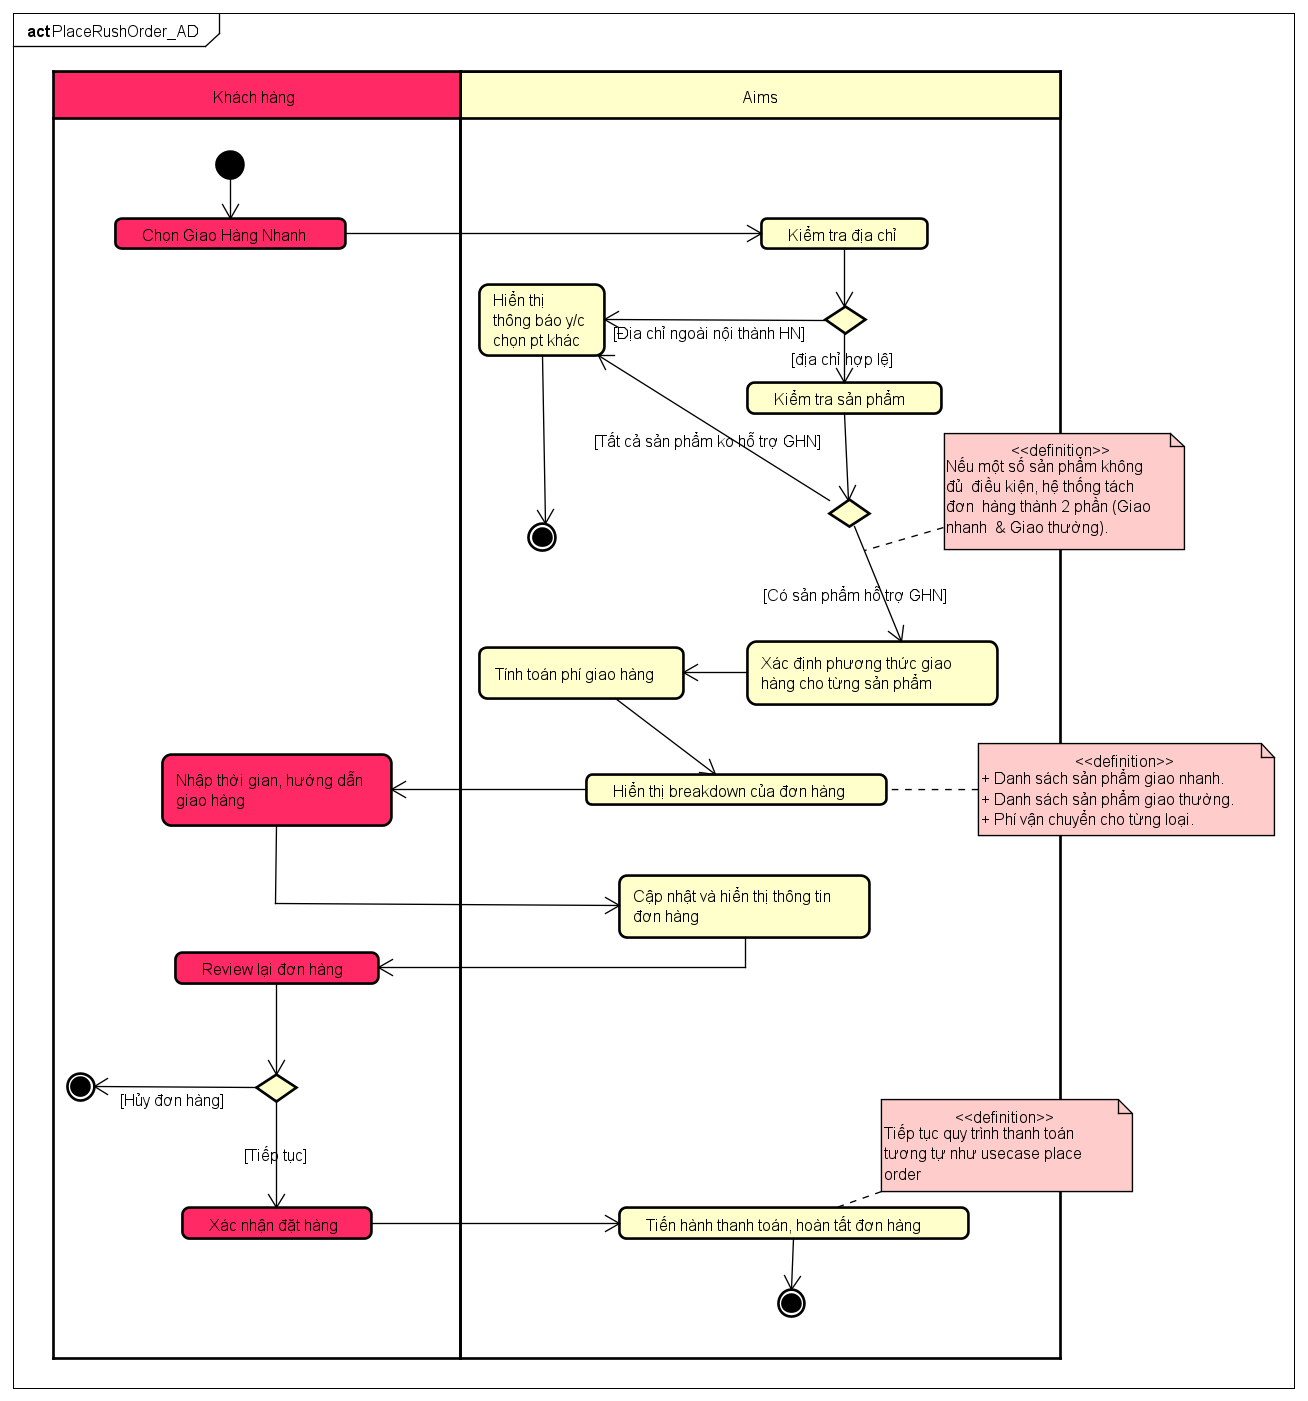 act PlaceRushOrder_AD
Khách hàng
Aims
Chọn Giao Hàng Nhanh
Kiểm tra địa chỉ
Hiển thị
thông báo y/c
chọn pt khác
[Địa chỉ ngoài nội thành HN]
[địa chỉ hợp lệ]
Kiểm tra sản phẩm
[Tất cả sản phẩm ko hỗ trợ GHN]
<<definition>>
Nếu một số sản phẩm không
đủ  điều kiện, hệ thống tách
đơn  hàng thành 2 phần (Giao
nhanh  & Giao thường).
[Có sản phẩm hỗ trợ GHN]
Xác định phương thức giao
hàng cho từng sản phẩm
Tính toán phí giao hàng
<<definition>>
+ Danh sách sản phẩm giao nhanh.
+ Danh sách sản phẩm giao thường.
+ Phí vận chuyển cho từng loại.
Nhập thời gian, hướng dẫn
giao hàng
Hiển thị breakdown của đơn hàng
Cập nhật và hiển thị thông tin
đơn hàng
Review lại đơn hàng
[Hủy đơn hàng]
[Tiếp tục]
<<definition>>
Tiếp tục quy trình thanh toán
tương tự như usecase place
order
Xác nhận đặt hàng
Tiến hành thanh toán, hoàn tất đơn hàng